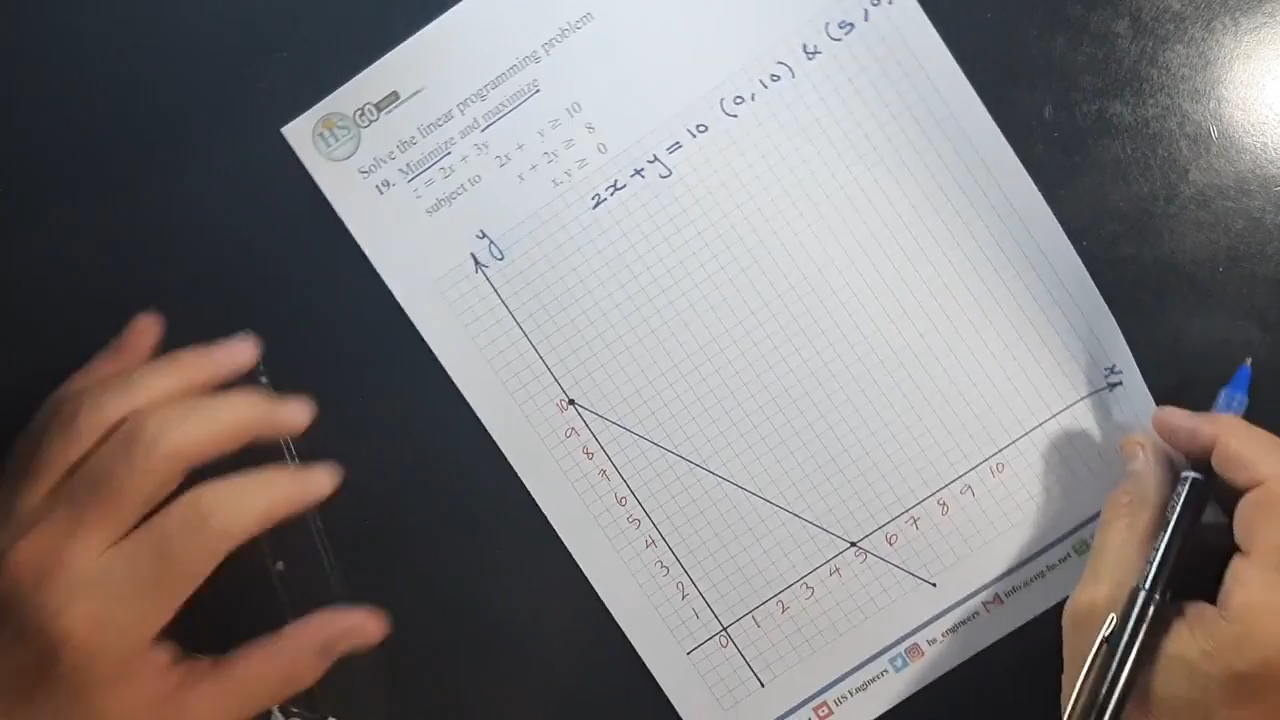 HS GO
Solve the linear programming problem
19. Minimize and maximize
z = 2x + 3y
subject to 2x + y ≥ 10
x + 2y ≥ 8
x, y ≥ 0
2x + y = 10 (0, 10) & (5,
y
10
9
8
7
6
5
4
3
2
1
0
1 2 3 4 5 6 7 8 9 10
x
HS Engineers hs_engineers info@eng-hs.net